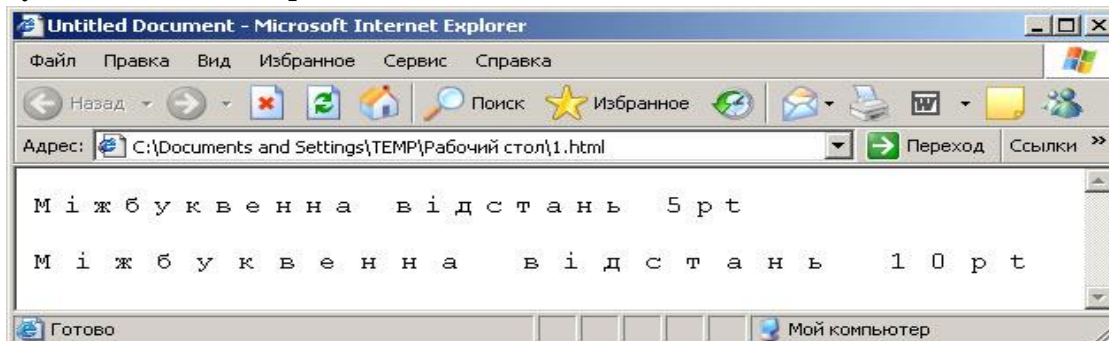 Untitled Document - Microsoft Internet Explorer
Файл Правка Вид Избранное Сервис Справка
Назад Поиск Избранное
Адрес: C:\Documents and Settings\TEMP\Рабочий стол\1.html Переход Ссылки »
Міжбуквенна відстань 5pt
Міжбуквенна відстань 10pt
Готово Мой компьютер